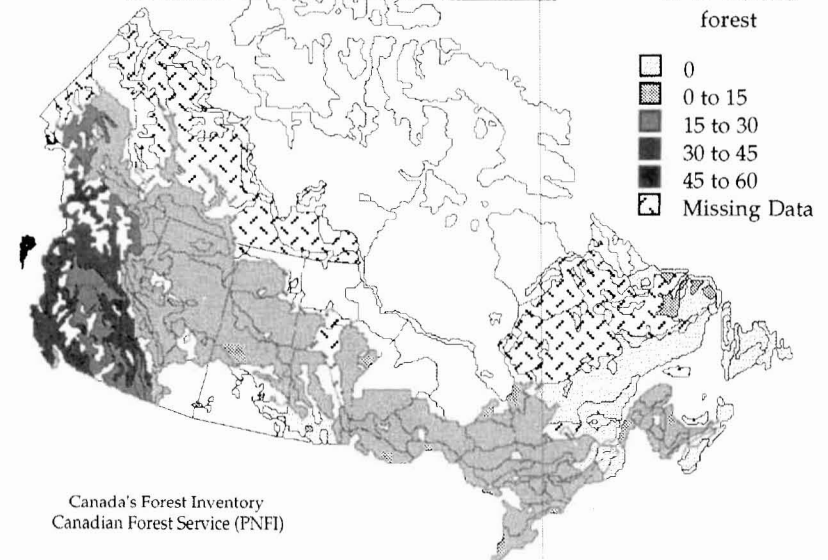 forest
0
0 to 15
15 to 30
30 to 45
45 to 60
Missing Data
Canada's Forest Inventory
Canadian Forest Service (PNFI)